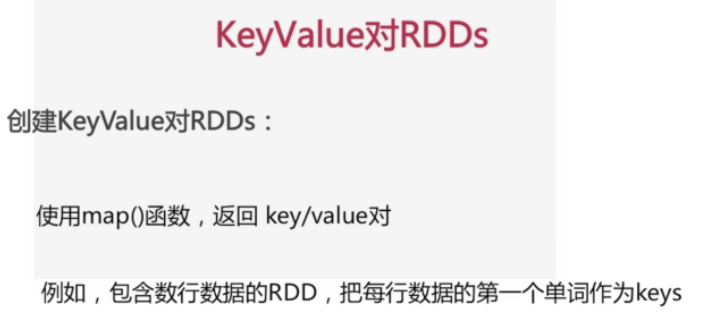 KeyValue对RDDs
创建KeyValue对RDDs：
使用map()函数，返回 key/value对
例如，包含数行数据的RDD，把每行数据的第一个单词作为keys